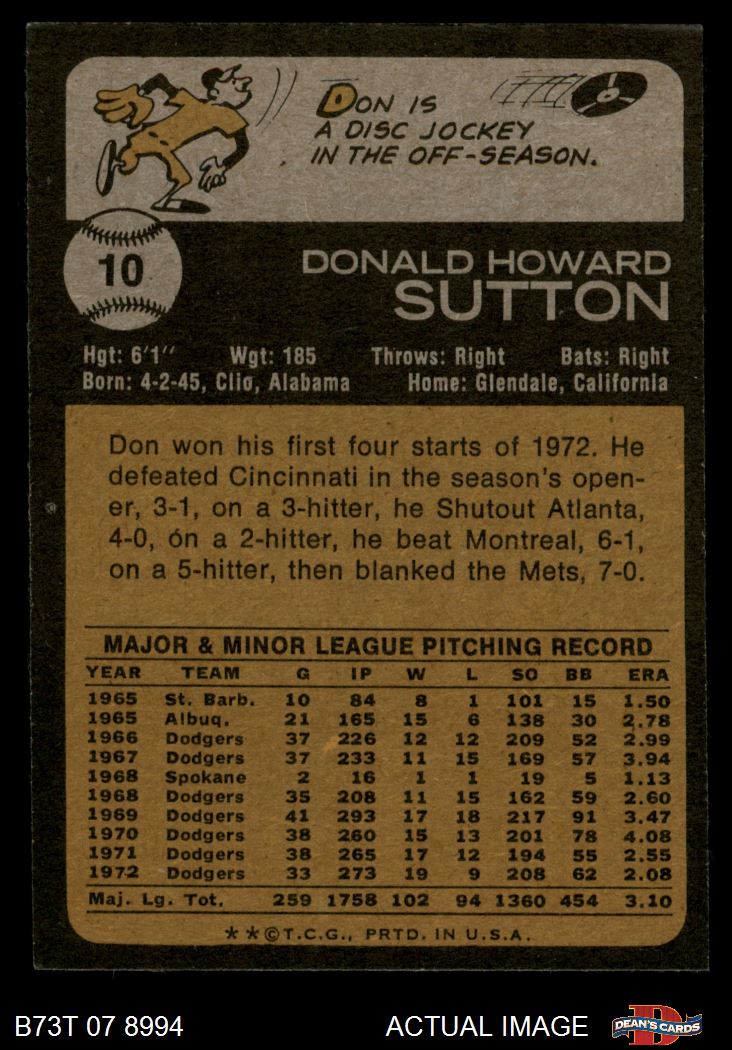 DON IS
A DISC JOCKEY
IN THE OFF-SEASON.
10
DONALD HOWARD
SUTTON
Hgt: 6'1" Wgt: 185 Throws: Right Bats: Right
Born: 4-2-45, Clio, Alabama Home: Glendale, California
Don won his first four starts of 1972. He
defeated Cincinnati in the season's open-
er, 3-1, on a 3-hitter, he Shutout Atlanta,
4-0, on a 2-hitter, he beat Montreal, 6-1,
on a 5-hitter, then blanked the Mets, 7-0.
MAJOR & MINOR LEAGUE PITCHING RECORD
YEAR TEAM G IP W L SO BB ERA
1965 St. Barb. 10 84 8 1 101 15 1.50
1965 Albuq. 21 165 15 6 138 30 2.78
1966 Dodgers 37 226 12 12 209 52 2.99
1967 Dodgers 37 233 11 15 169 57 3.94
1968 Spokane 2 16 1 1 19 5 1.13
1968 Dodgers 35 208 11 15 162 59 2.60
1969 Dodgers 41 293 17 18 217 91 3.47
1970 Dodgers 38 260 15 13 201 78 4.08
1971 Dodgers 38 265 17 12 194 55 2.55
1972 Dodgers 33 273 19 9 208 62 2.08
Maj. Lg. Tot. 259 1758 102 94 1360 454 3.10
**©T.C.G., PRTD. IN U.S.A.
B73T 07 8994 ACTUAL IMAGE D DEAN'S CARDS